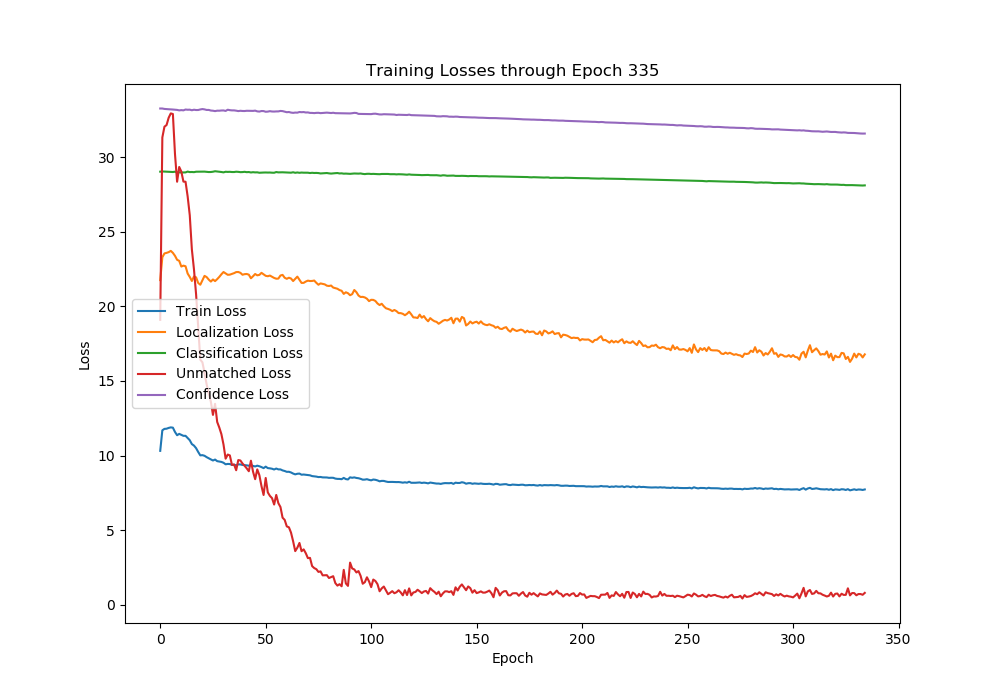 Training Losses through Epoch 335
Loss
30
25
20
15
10
5
0
Train Loss
Localization Loss
Classification Loss
Unmatched Loss
Confidence Loss
0 50 100 150 200 250 300 350
Epoch